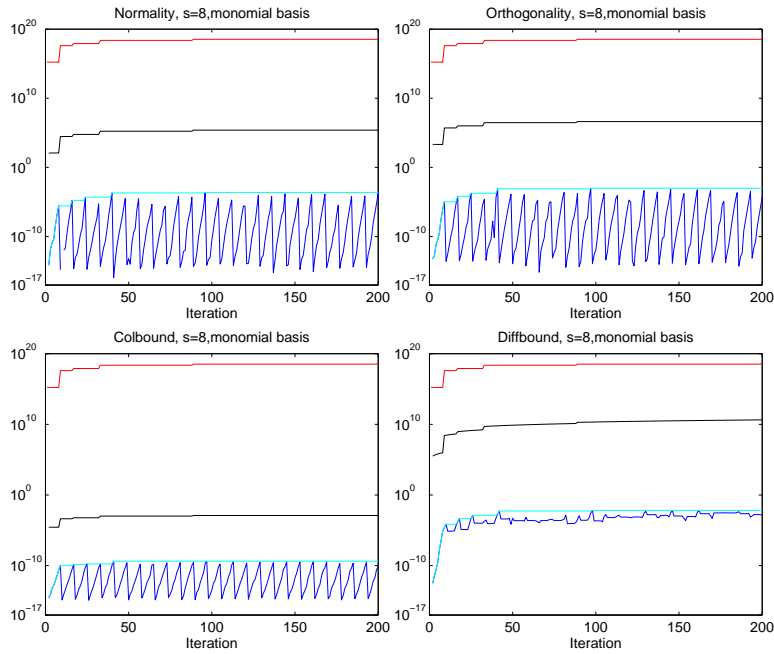 Normality, s=8,monomial basis
10^20
10^10
10^0
10^-10
10^-17
0 50 100 150 200
Iteration
Orthogonality, s=8,monomial basis
10^20
10^10
10^0
10^-10
10^-17
0 50 100 150 200
Iteration
Colbound, s=8,monomial basis
10^20
10^10
10^0
10^-10
10^-17
0 50 100 150 200
Iteration
Diffbound, s=8,monomial basis
10^20
10^10
10^0
10^-10
10^-17
0 50 100 150 200
Iteration